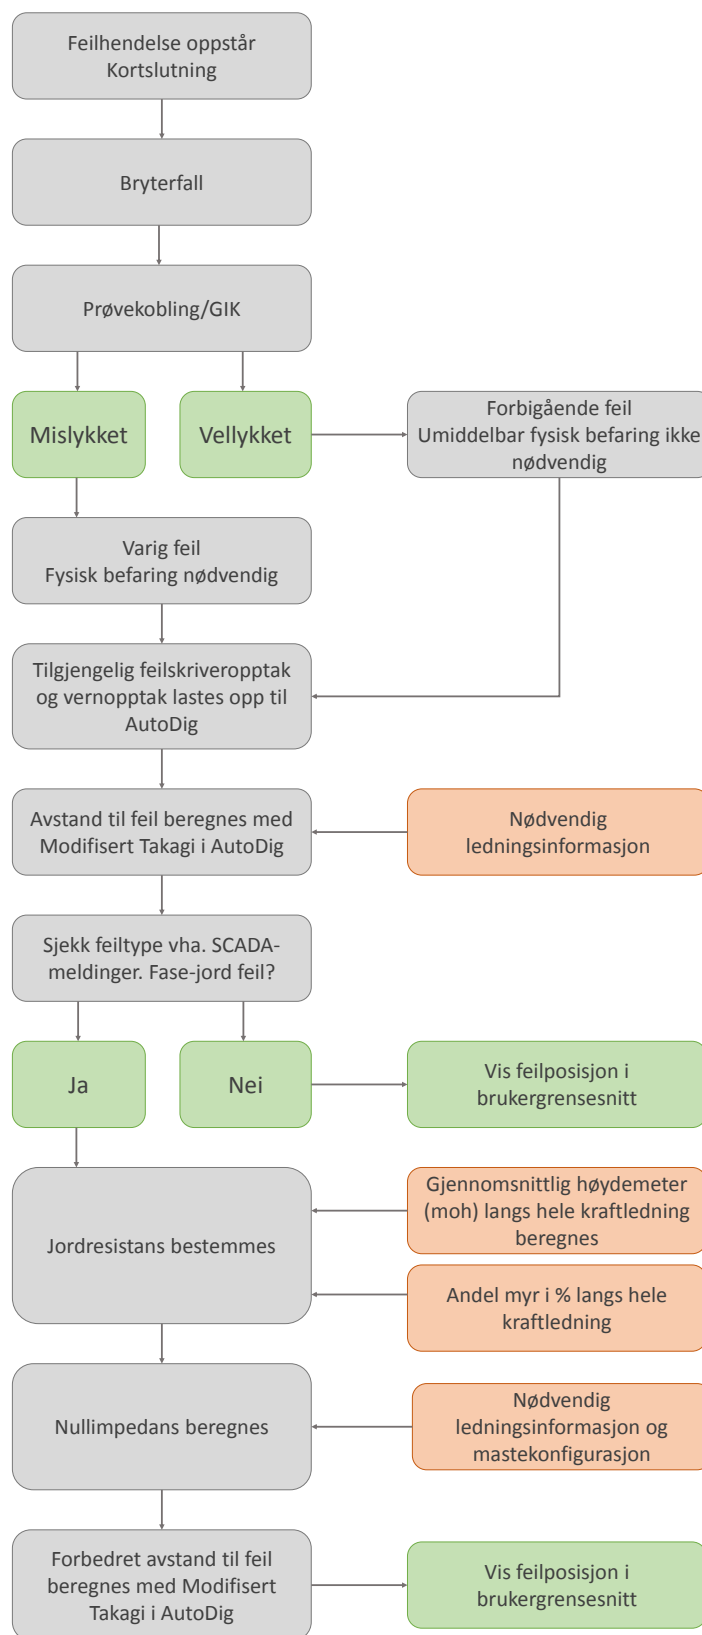 Feilhendelse oppstår
Kortslutning
Bryterfall
Prøvekobling/GIK
Mislykket
Vellykket
Forbigående feil
Umiddelbar fysisk befaring ikke
nødvendig
Varig feil
Fysisk befaring nødvendig
Tilgjengelig feilskriveropptak
og vernopptak lastes opp til
AutoDig
Avstand til feil beregnes med
Modifisert Takagi i AutoDig
Nødvendig
ledningsinformasjon
Sjekk feiltype vha. SCADA-
meldinger. Fase-jord feil?
Ja
Nei
Vis feilposisjon i
brukergrensesnitt
Jordresistans bestemmes
Gjennomsnittlig høydemeter
(moh) langs hele kraftledning
beregnes
Andel myr i % langs hele
kraftledning
Nullimpedans beregnes
Nødvendig
ledningsinformasjon og
mastekonfigurasjon
Forbedret avstand til feil
beregnes med Modifisert
Takagi i AutoDig
Vis feilposisjon i
brukergrensesnitt